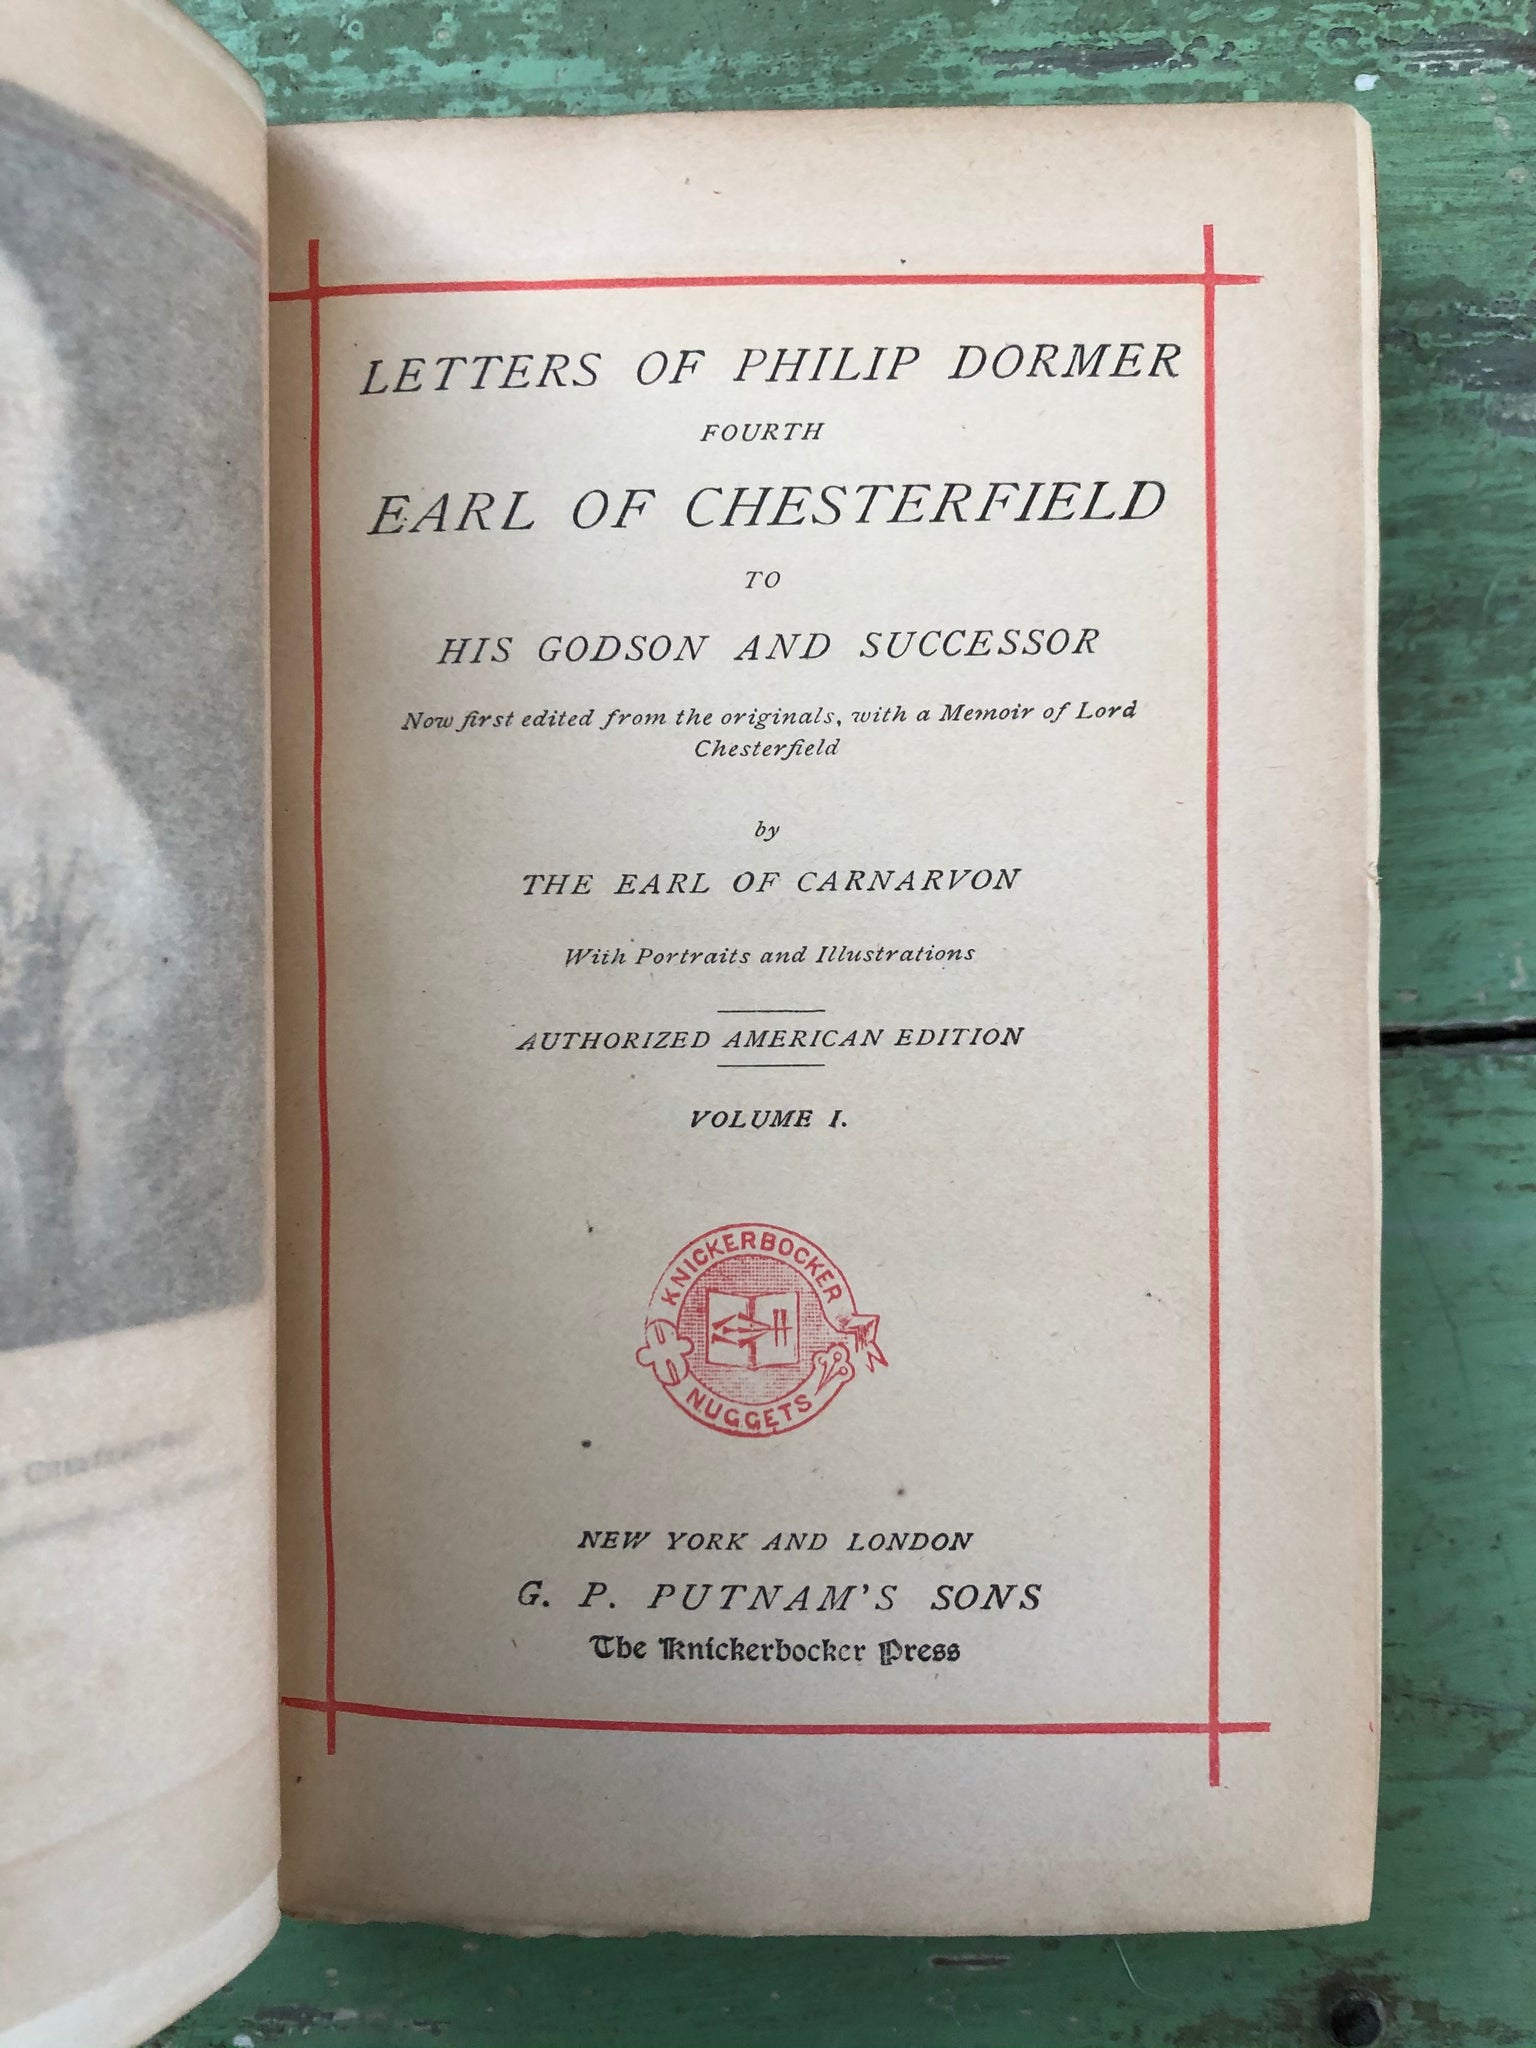 LETTERS OF PHILIP DORMER
FOURTH
EARL OF CHESTERFIELD
TO
HIS GODSON AND SUCCESSOR
Now first edited from the originals, with a Memoir of Lord
Chesterfield
by
THE EARL OF CARNARVON
With Portraits and Illustrations
AUTHORIZED AMERICAN EDITION
VOLUME I.
KNICKERBOCKER
NUGGETS
NEW YORK AND LONDON
G. P. PUTNAM'S SONS
The Knickerbocker Press